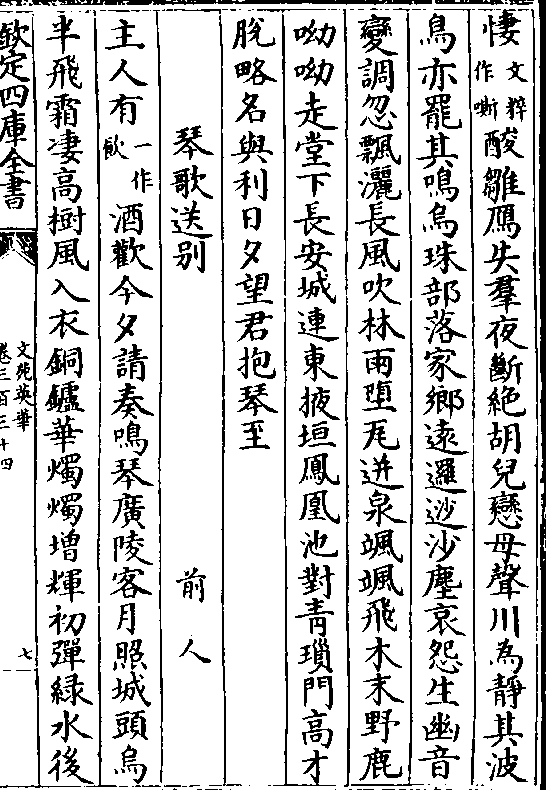 悽文粹作嘶酸雛鴈失羣夜斷絶胡兒戀母聲川為靜其波
鳥亦罷其鳴烏珠部落家鄉遠邏逤沙塵哀怨生幽音
變調忽飄灑長風吹林雨墮瓦迸泉颯颯飛木末野鹿
呦呦走堂下長安城連東掖垣鳳凰池對青瑣門高才
脫略名與利日夕望君抱琴至
琴歌送别　前人
主人有一作飲酒歡今夕請奏鳴琴廣陵客月照城頭烏
半飛霜凄高樹風入衣銅鑪華燭燭增輝初彈緑水後
欽定四庫全書
文苑英華
卷三百三十四
七